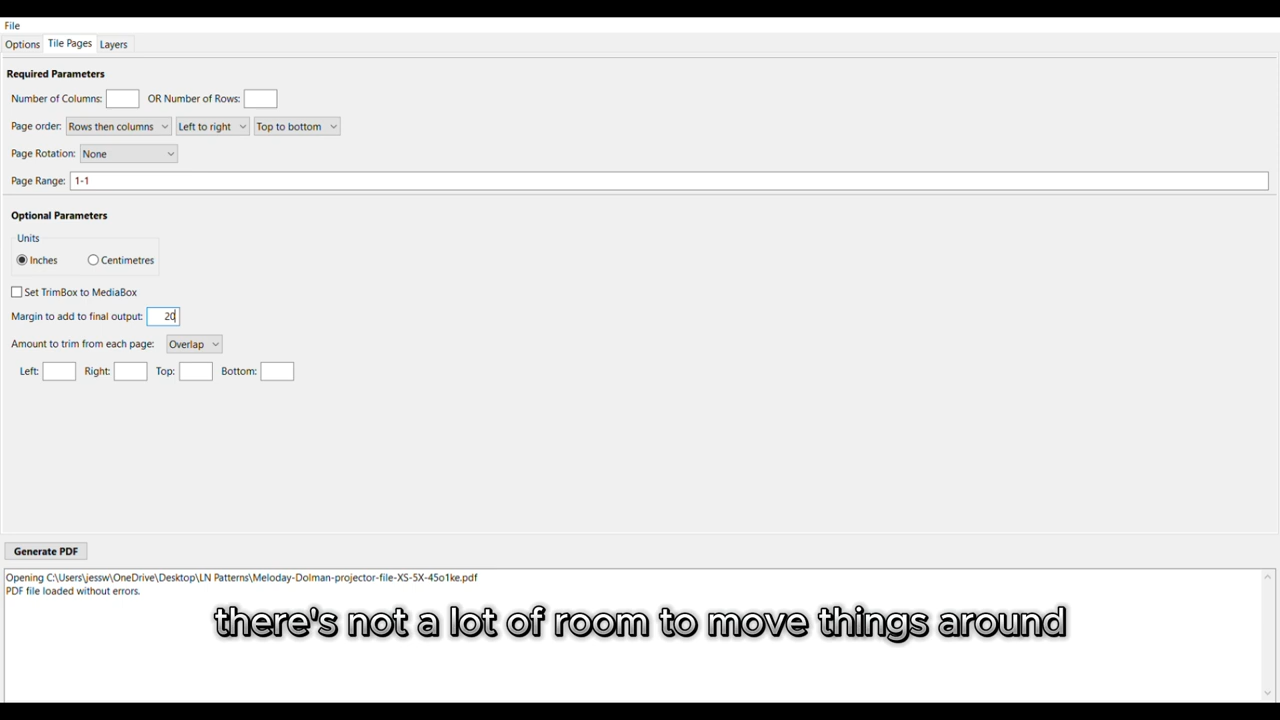 File
Options Tile Pages Layers
Required Parameters
Number of Columns: OR Number of Rows:
Page order: Rows then columns Left to right Top to bottom
Page Rotation: None
Page Range: 1-1
Optional Parameters
Units
Inches Centimetres
Set TrimBox to MediaBox
Margin to add to final output: 20
Amount to trim from each page: Overlap
Left: Right: Top: Bottom:
Generate PDF
Opening C:\Users\jessw\OneDrive\Desktop\LN Patterns\Meloday-Dolman-projector-file-XS-5X-45o1ke.pdf
PDF file loaded without errors.
there's not a lot of room to move things around